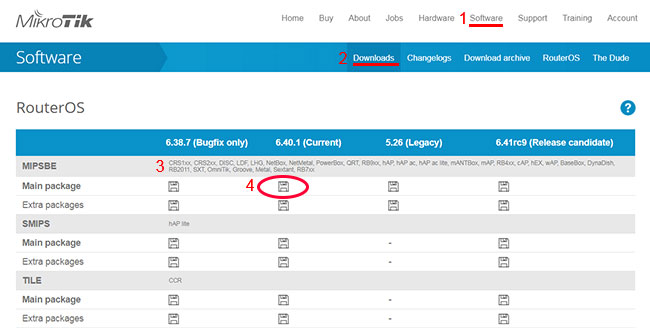 MikroTik
Home Buy About Jobs Hardware 1 Software Support Training Account
Software 2 Downloads Changelogs Download archive RouterOS The Dude
RouterOS ?
6.38.7 (Bugfix only) 6.40.1 (Current) 5.26 (Legacy) 6.41rc9 (Release candidate)
MIPSBE 3 CRS1xx, CRS2xx, DISC, LDF, LHG, NetBox, NetMetal, PowerBox, QRT, RB9xx, hAP, hAP ac, hAP ac lite, mANTBox, mAP, RB4xx, cAP, hEX, wAP, BaseBox, DynaDish,
RB2011, SXT, OmniTik, Groove, Metal, Sextant, RB7xx
Main package 4
Extra packages
SMIPS hAP lite
Main package -
Extra packages -
TILE CCR
Main package -
Extra packages -